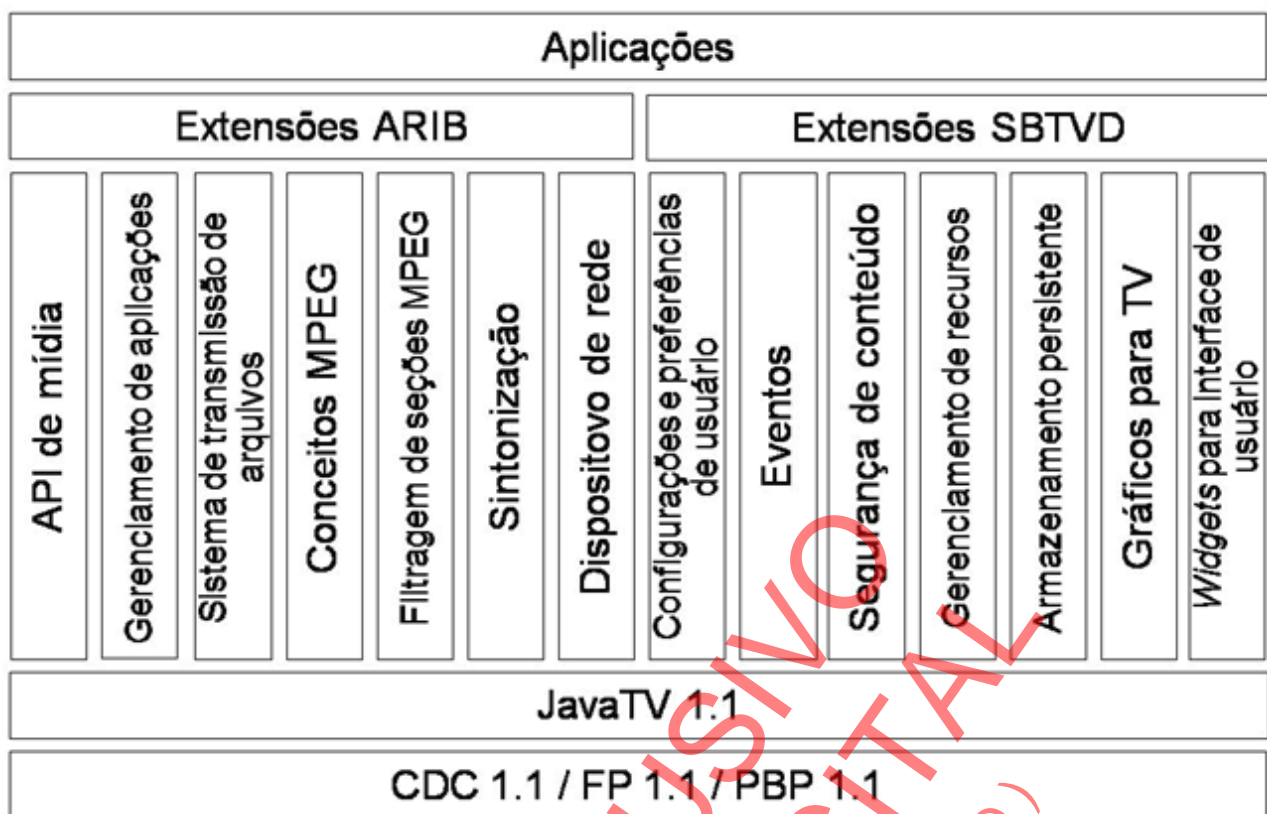 Aplicações
Extensões ARIB
Extensões SBTVD
API de mídia
Gerenciamento de aplicações
Sistema de transmissão de
arquivos
Conceitos MPEG
Filtragem de seções MPEG
Sintonização
Dispositovo de rede
Configurações e preferências
de usuário
Eventos
Segurança de conteúdo
Gerenciamento de recursos
Armazenamento persistente
Gráficos para TV
Widgets para Interface de
usuário
JavaTV 1.1
CDC 1.1 / FP 1.1 / PBP 1.1